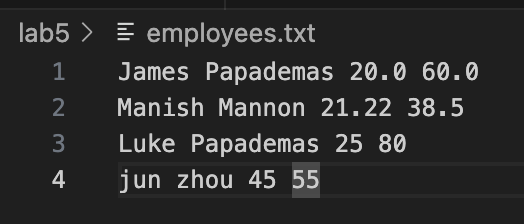 lab5 > employees.txt
1 James Papademas 20.0 60.0
2 Manish Mannon 21.22 38.5
3 Luke Papademas 25 80
4 jun zhou 45 55